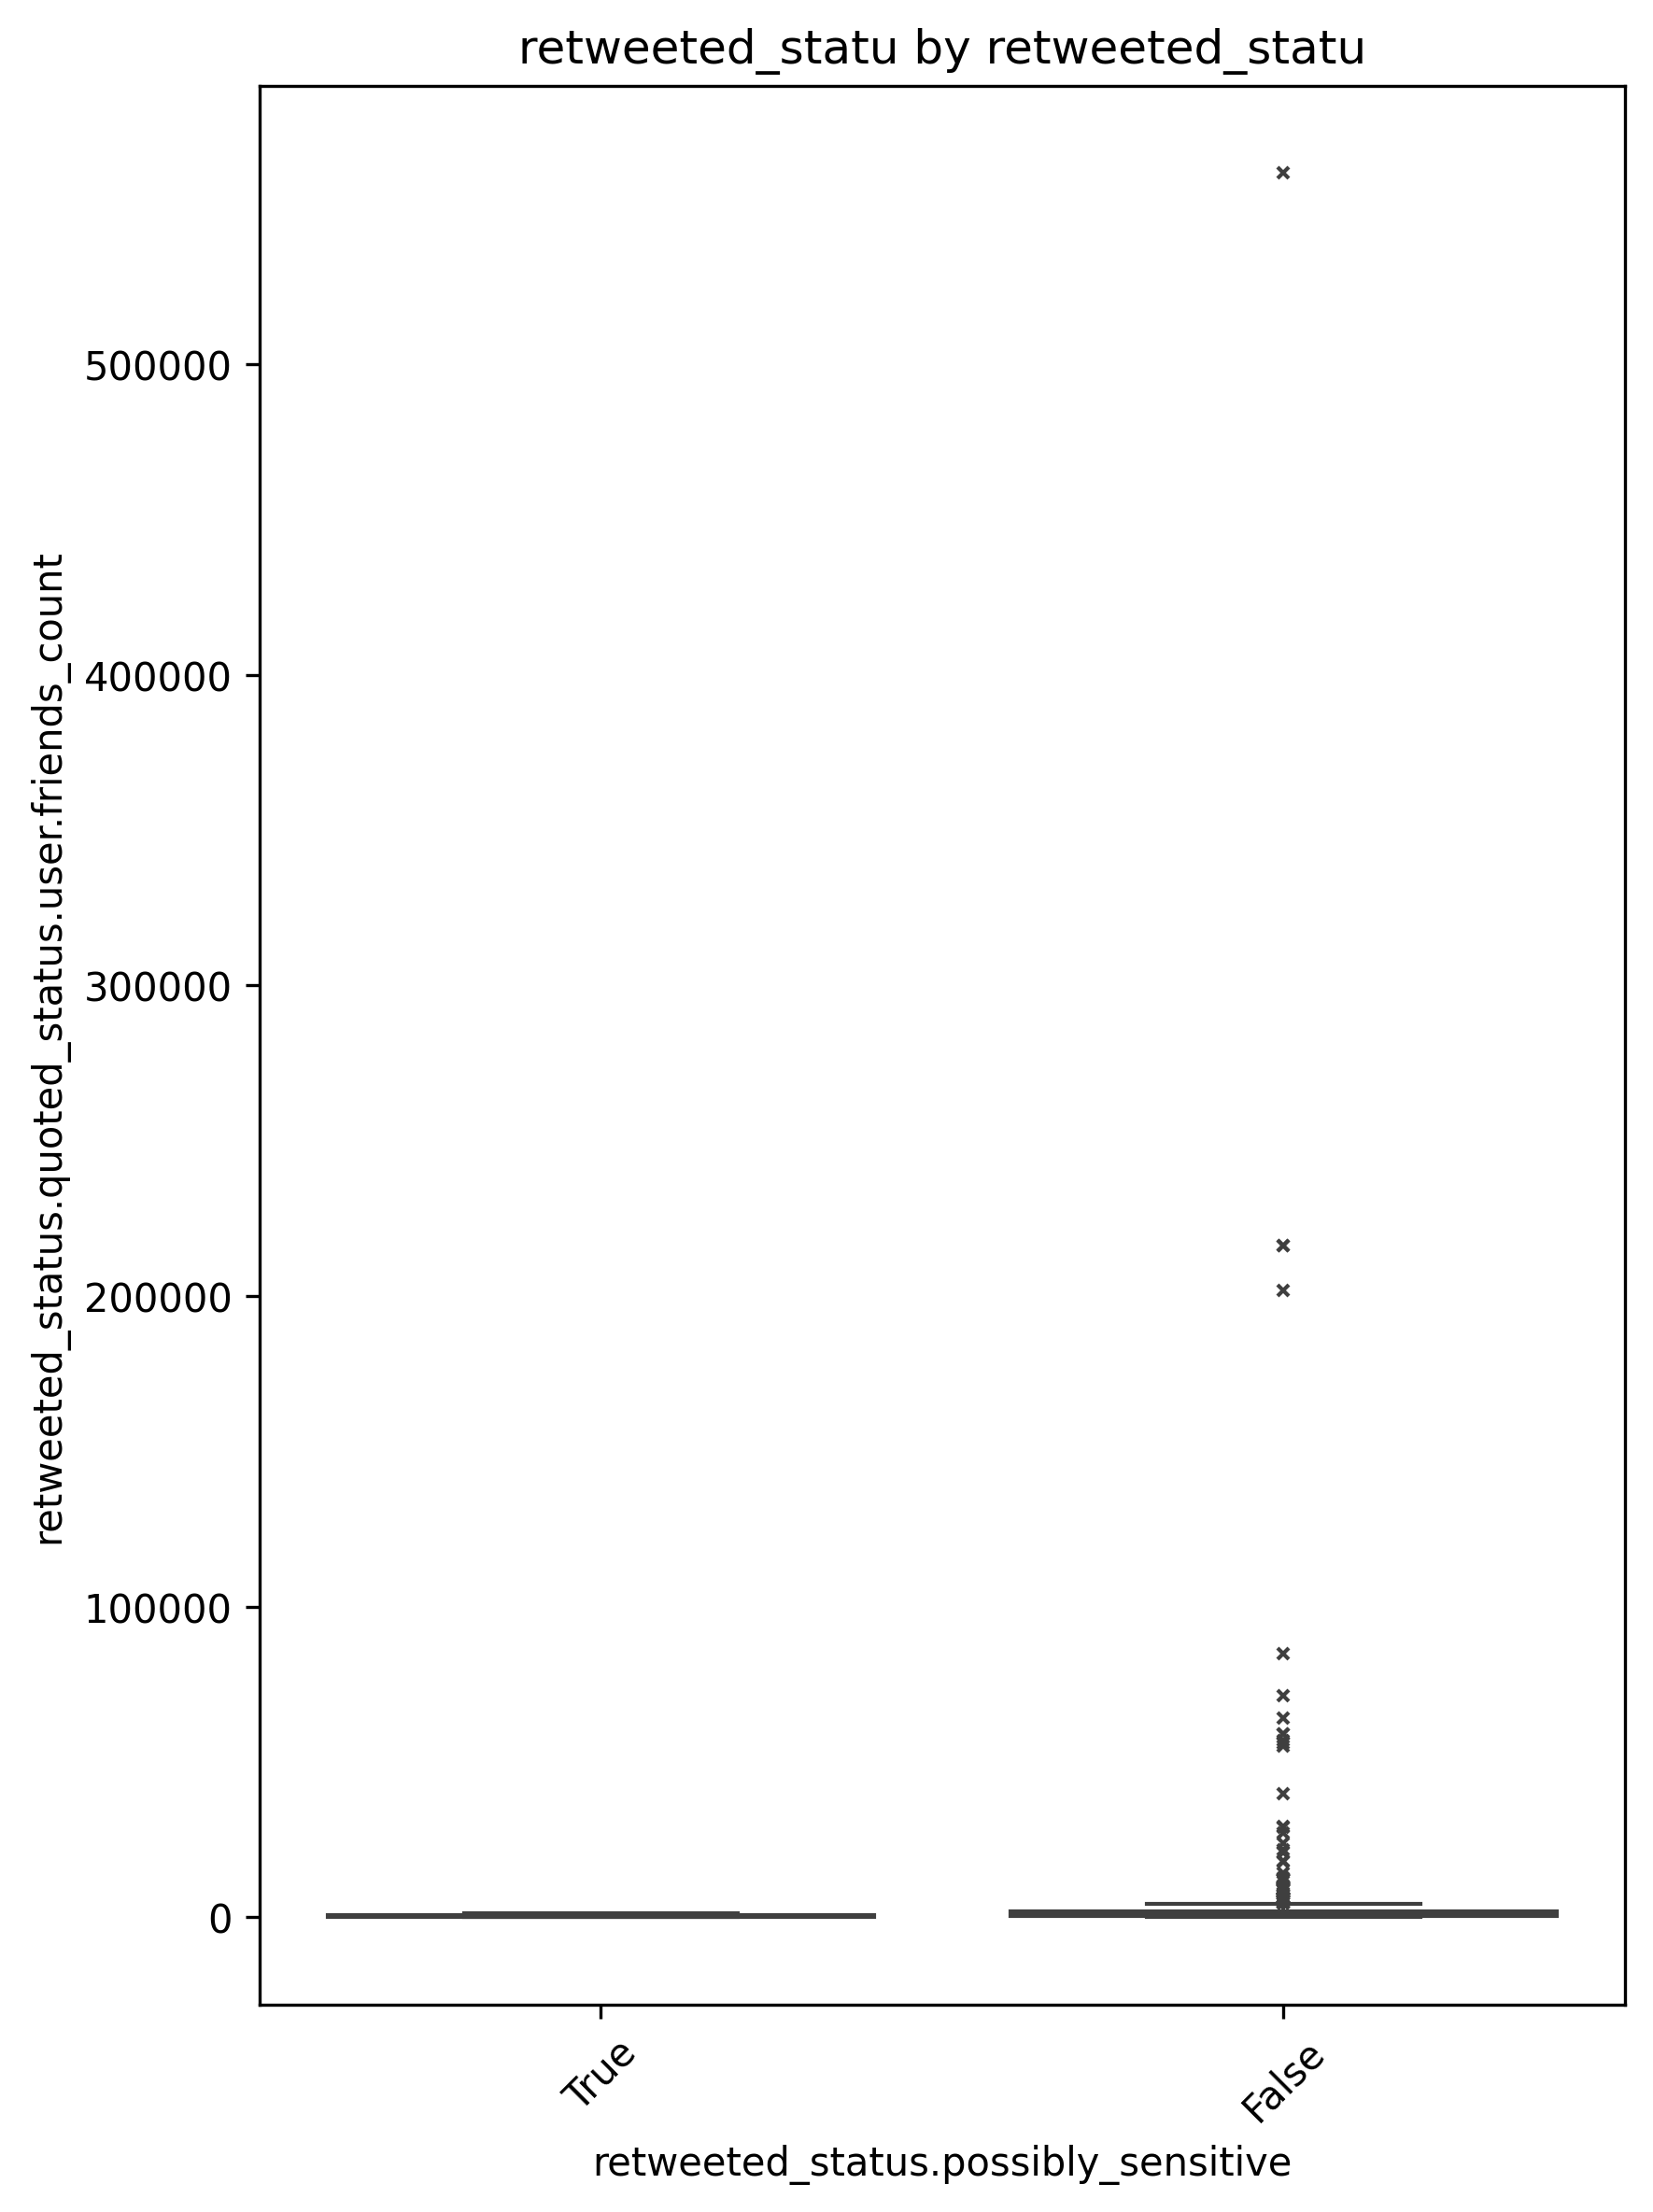 retweeted_statu by retweeted_statu
retweeted_status.quoted_status.user.friends_count
500000
400000
300000
200000
100000
0
True
False
retweeted_status.possibly_sensitive